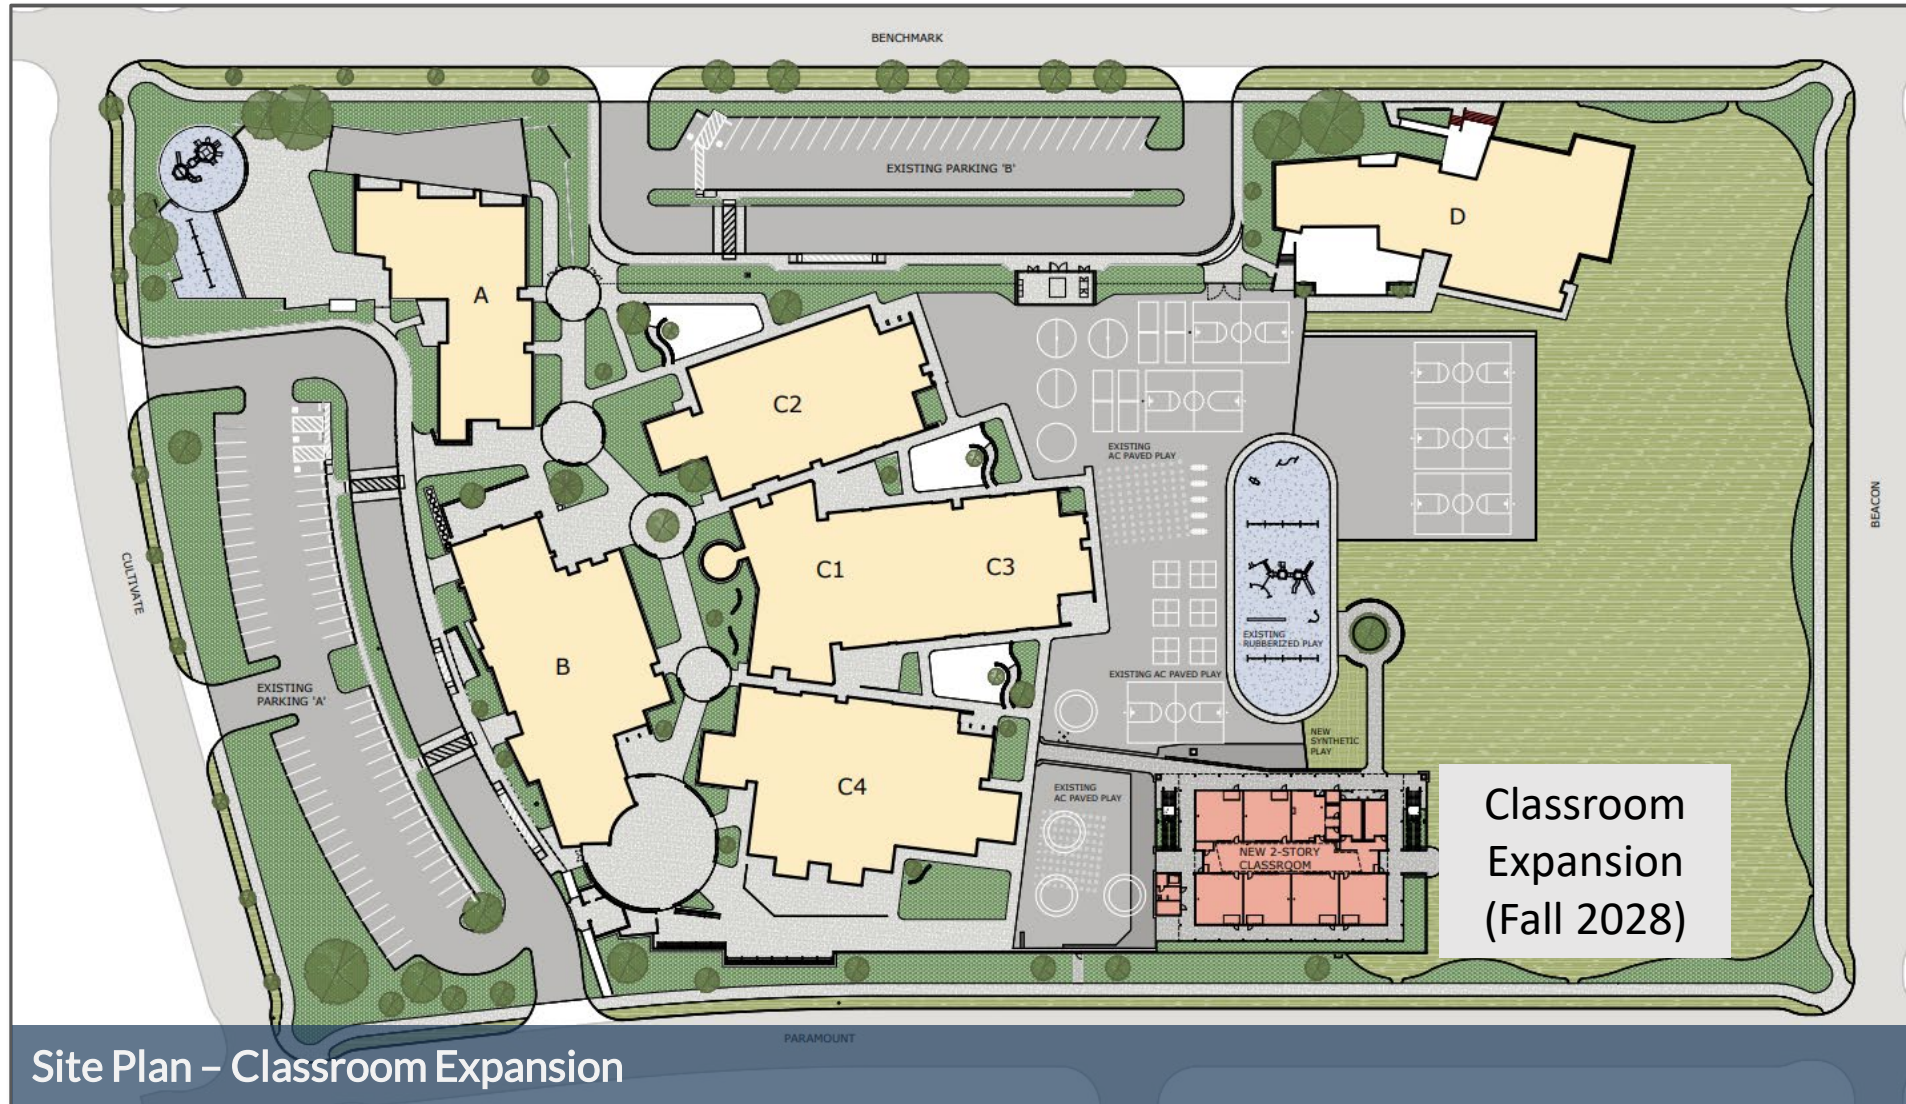 BENCHMARK
EXISTING PARKING 'B'
D
A
C2
EXISTING
AC PAVED PLAY
BEACON
CULTIVATE
C1
C3
EXISTING
RUBBERIZED PLAY
B
EXISTING AC PAVED PLAY
EXISTING
PARKING 'A'
NEW
SYNTHETIC
PLAY
C4
EXISTING
AC PAVED PLAY
NEW 2-STORY
CLASSROOM
Classroom
Expansion
(Fall 2028)
PARAMOUNT
Site Plan – Classroom Expansion